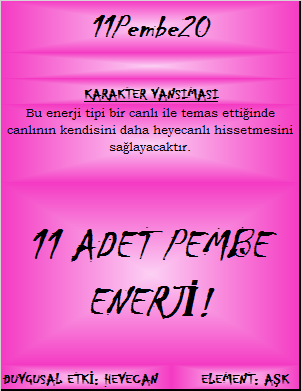 11Pembe20
KARAKTER YANSIMASI
Bu enerji tipi bir canlı ile temas ettiğinde
canlının kendisini daha heyecanlı hissetmesini
sağlayacaktır.
11 ADET PEMBE
ENERJİ!
DUYGUSAL ETKİ: HEYECAN ELEMENT: AŞK